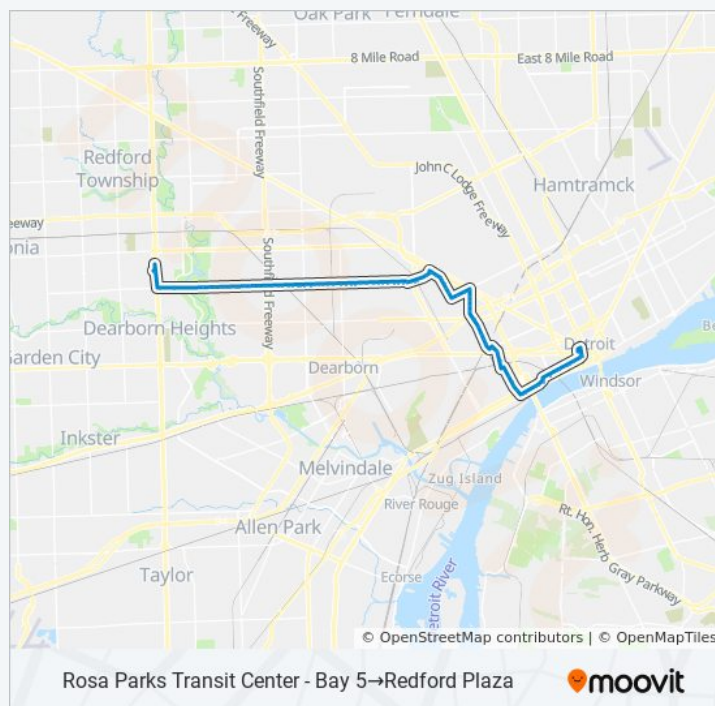 Oak Park
Ferndale
Freeway
8 Mile Road
East 8 Mile Road
Southfield Freeway
Redford
Township
John C Lodge Freeway
Hamtramck
eeway
onia
Southfield Freeway
Dearborn Heights
Detroit
Be
Garden City
Dearborn
Windsor
Inkster
Melvindale
Zug Island
River Rouge
Allen Park
Rt. Hon. Herb Gray Parkway
Taylor
Ecorse
Detroit River
© OpenStreetMap contributors | © OpenMapTiles
Rosa Parks Transit Center - Bay 5→Redford Plaza
moovit